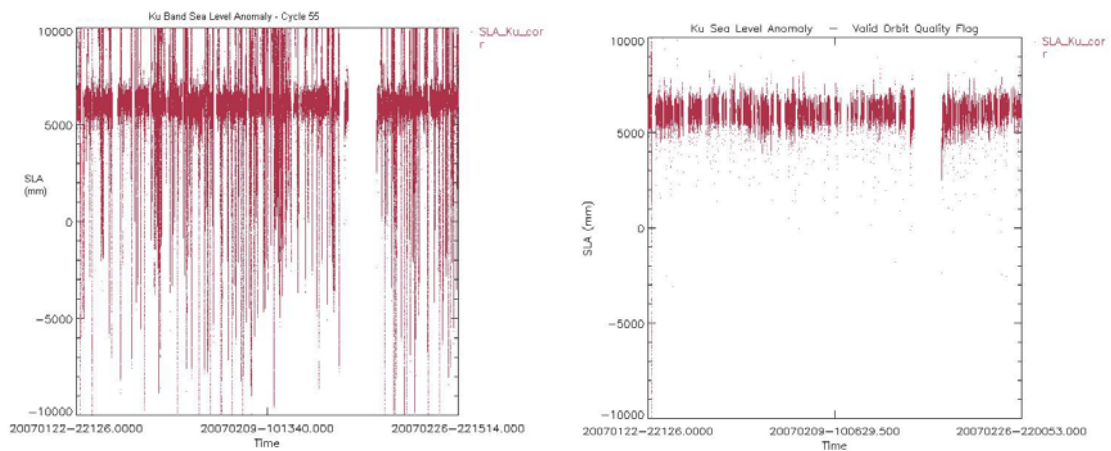 Ku Band Sea Level Anomaly - Cycle 55
10000
5000
0
-5000
-10000
SLA
(mm)
20070122-22126.0000
20070209-101340.000
20070226-221514.000
Time
SLA_Ku_cor
r
Ku Sea Level Anomaly — Valid Orbit Quality Flag
10000
5000
0
-5000
-10000
SLA (mm)
20070122-22126.0000
20070209-100629.500
20070226-220053.000
Time
SLA_Ku_cor
r